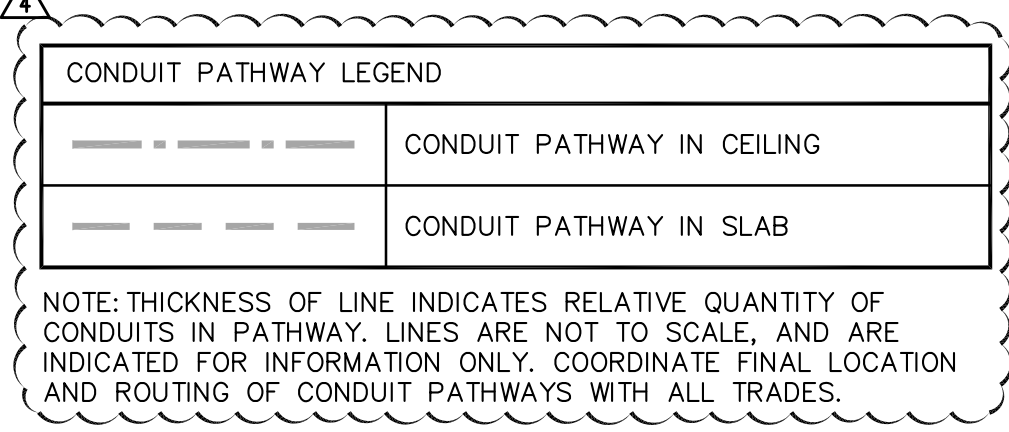 4
CONDUIT PATHWAY LEGEND
CONDUIT PATHWAY IN CEILING
CONDUIT PATHWAY IN SLAB
NOTE: THICKNESS OF LINE INDICATES RELATIVE QUANTITY OF
CONDUITS IN PATHWAY. LINES ARE NOT TO SCALE, AND ARE
INDICATED FOR INFORMATION ONLY. COORDINATE FINAL LOCATION
AND ROUTING OF CONDUIT PATHWAYS WITH ALL TRADES.